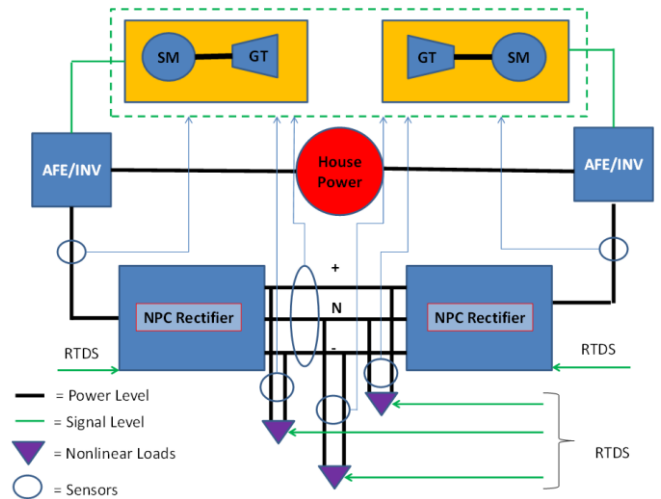 SM
GT
GT
SM
AFE/INV
House
Power
AFE/INV
+
NPC Rectifier
N
NPC Rectifier
-
RTDS
RTDS
= Power Level
= Signal Level
= Nonlinear Loads
RTDS
= Sensors